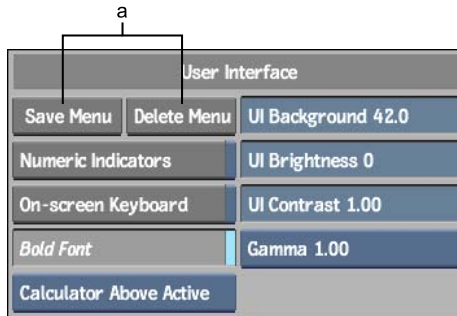 a
User Interface
Save Menu Delete Menu UI Background 42.0
Numeric Indicators UI Brightness 0
On-screen Keyboard UI Contrast 1.00
Bold Font Gamma 1.00
Calculator Above Active